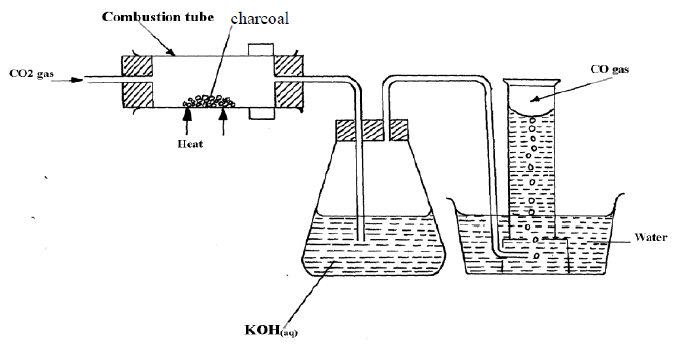 Combustion tube
charcoal
CO2 gas
CO gas
Heat
Water
KOH(aq)